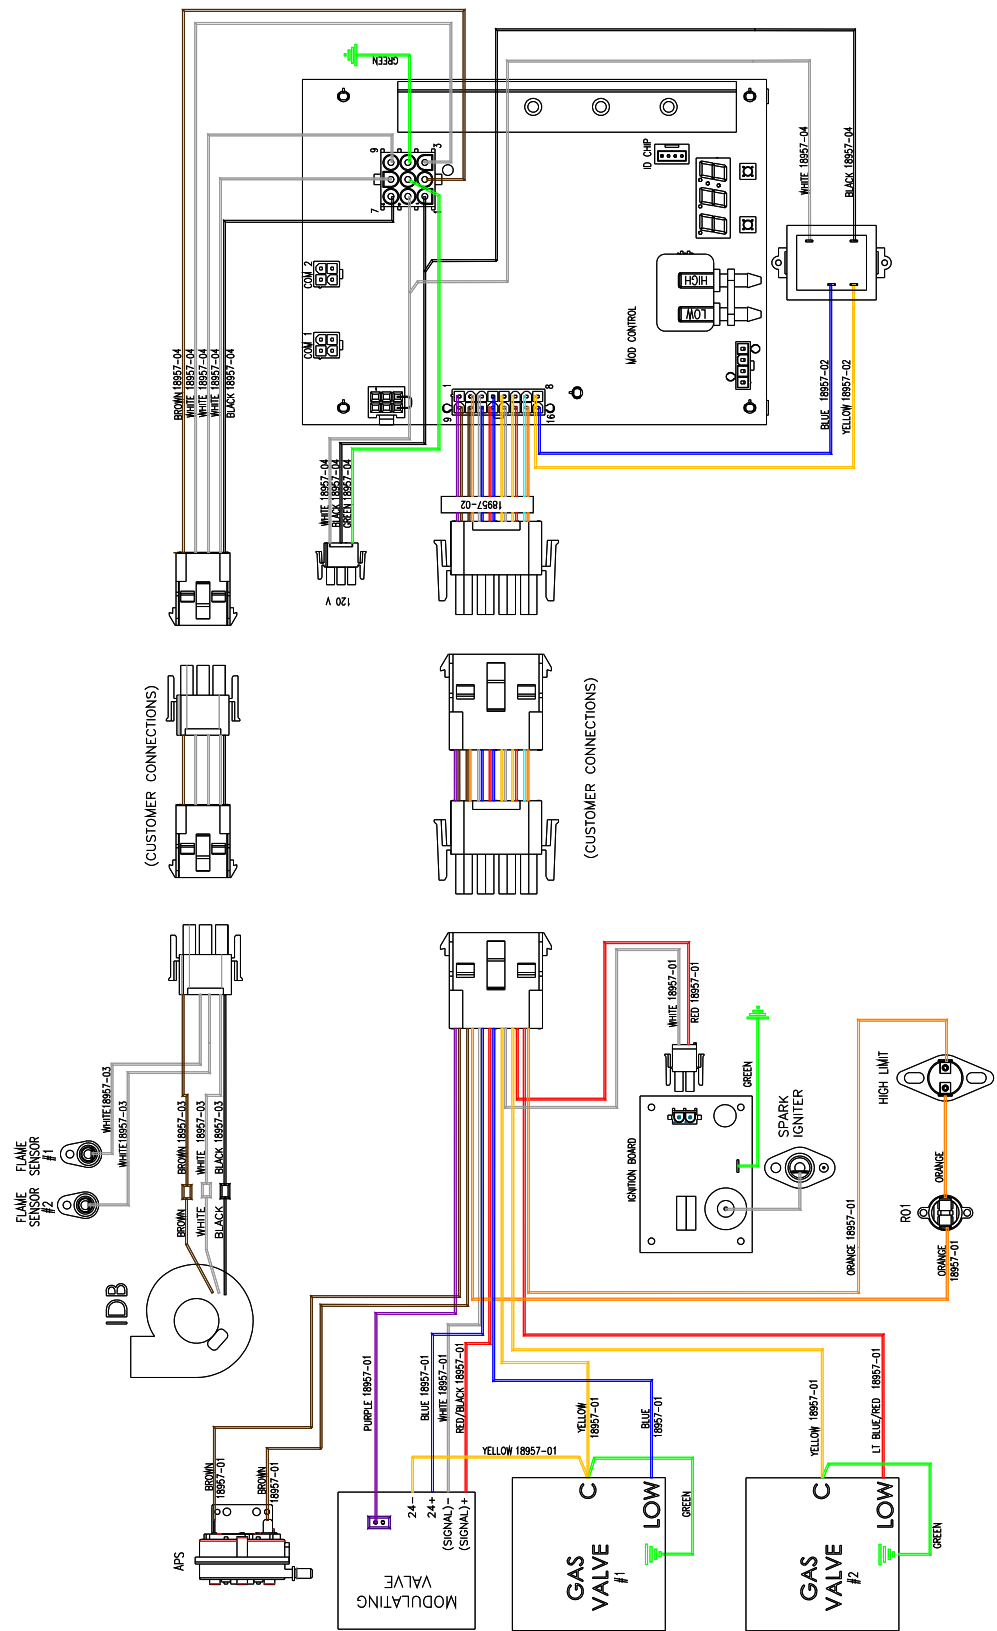 GREEN
3
9
7
1
ID CHIP
WHITE 18957-04
BLACK 18957-04
COM 2
COM 1
HIGH
LOW
MOD CONTROL
BROWN 18957-04
WHITE 18957-04
WHITE 18957-04
WHITE 18957-04
BLACK 18957-04
1
8
9
16
BLUE 18957-02
YELLOW 18957-02
WHITE 18957-04
BLACK 18957-04
GREEN 18957-04
18957-02
120 V
(CUSTOMER CONNECTIONS)
(CUSTOMER CONNECTIONS)
WHITE 18957-01
RED 18957-01
GREEN
HIGH LIMIT
WHITE18957-03
WHITE18957-03
FLAME
SENSOR
#1
FLAME
SENSOR
#2
BROWN 18957-03
WHITE 18957-03
BLACK 18957-03
BROWN
WHITE
BLACK
IGNITION BOARD
SPARK
IGNITER
ORANGE
RO1
ORANGE 18957-01
ORANGE
18957-01
IDB
PURPLE 18957-01
BLUE 18957-01
WHITE 18957-01
RED/BLACK 18957-01
YELLOW
18957-01
BLUE
18957-01
YELLOW 18957-01
LT BLUE/RED 18957-01
YELLOW 18957-01
BROWN
18957-01
BROWN
18957-01
APS
24-
24+
(SIGNAL)-
(SIGNAL)+
MODULATING
VALVE
C
LOW
GREEN
GAS
VALVE
#1
C
LOW
GREEN
GAS
VALVE
#2